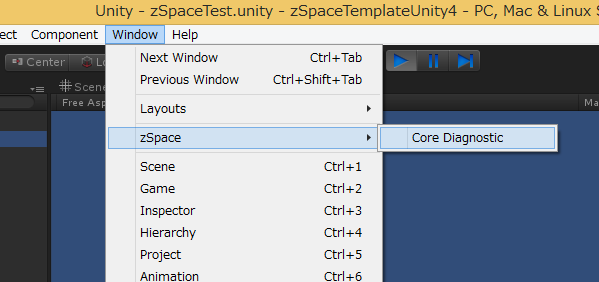 Unity - zSpaceTest.unity - zSpaceTemplateUnity4 - PC, Mac & Linux
ect Component Window Help
Center Lo
Next Window Ctrl+Tab
Previous Window Ctrl+Shift+Tab
Scene
Free Asp
Ma
Layouts
zSpace
Core Diagnostic
Scene Ctrl+1
Game Ctrl+2
Inspector Ctrl+3
Hierarchy Ctrl+4
Project Ctrl+5
Animation Ctrl+6